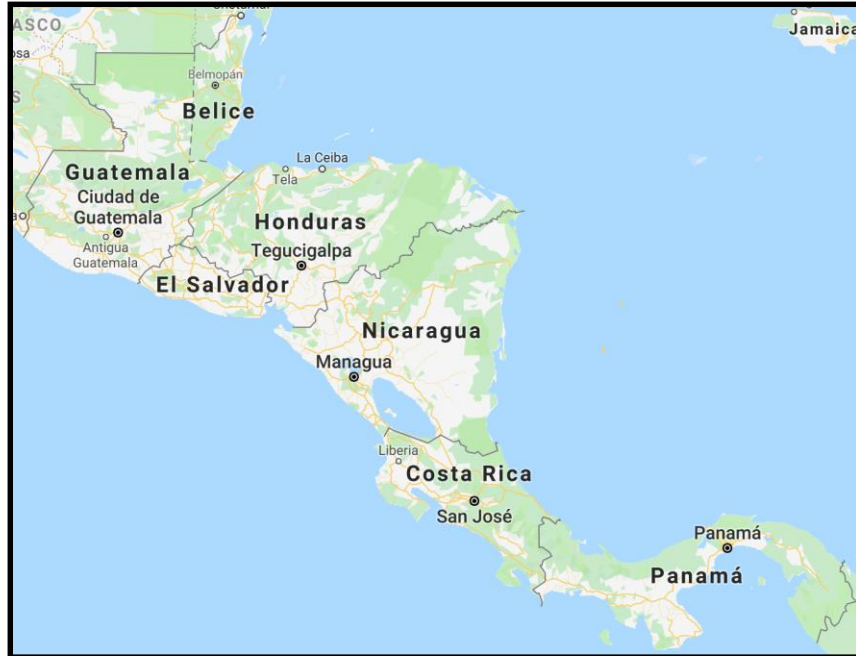 ASCO
Jamaica
Belmopán
Belice
La Ceiba
Tela
Guatemala
Ciudad de
Guatemala
Antigua
Guatemala
Honduras
Tegucigalpa
El Salvador
Nicaragua
Managua
Liberia
Costa Rica
San José
Panamá
Panamá